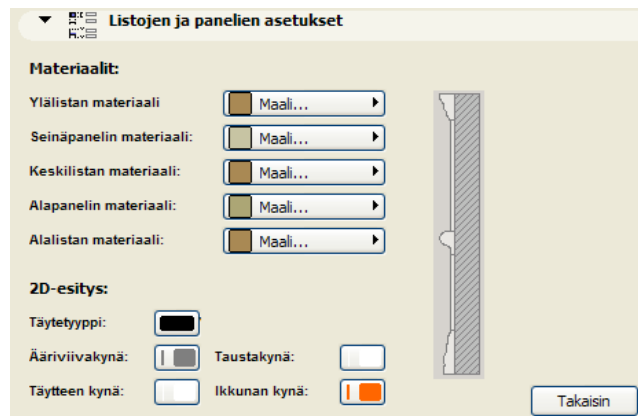 Listojen ja panelien asetukset
Materiaalit:
Ylälistan materiaali Maali...
Seinäpanelin materiaali: Maali...
Keskilistan materiaali: Maali...
Alapanelin materiaali: Maali...
Alalistan materiaali: Maali...
2D-esitys:
Täytetyyppi:
Ääriviivakynä: Taustakynä:
Täytteen kynä: Ikkunan kynä:
Takaisin